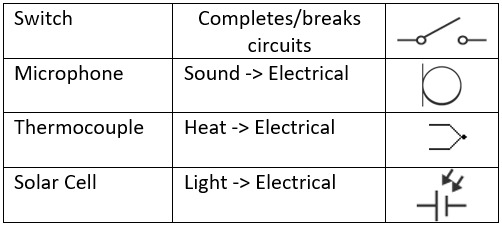 Switch
Completes/breaks
circuits
Microphone
Sound -> Electrical
Thermocouple
Heat -> Electrical
Solar Cell
Light -> Electrical